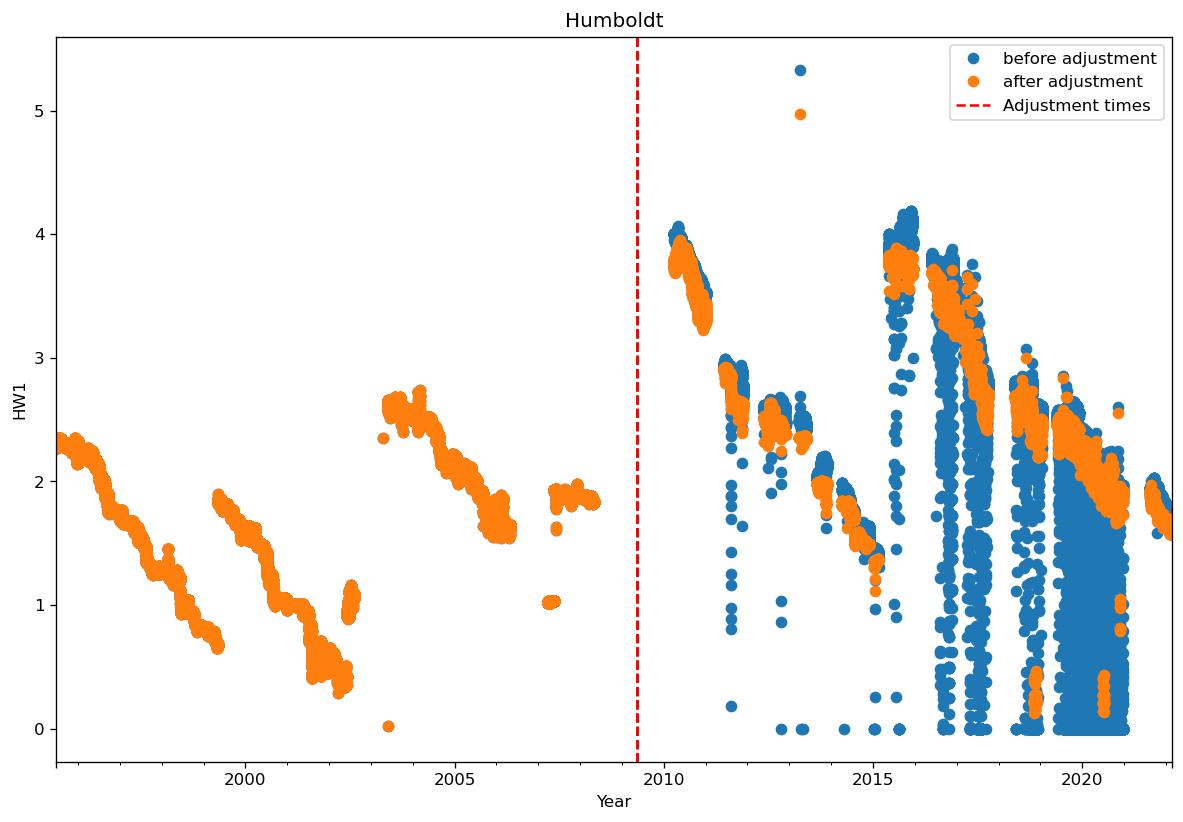 Humboldt
before adjustment
after adjustment
Adjustment times
HW1
5
4
3
2
1
0
2000 2005 2010 2015 2020
Year